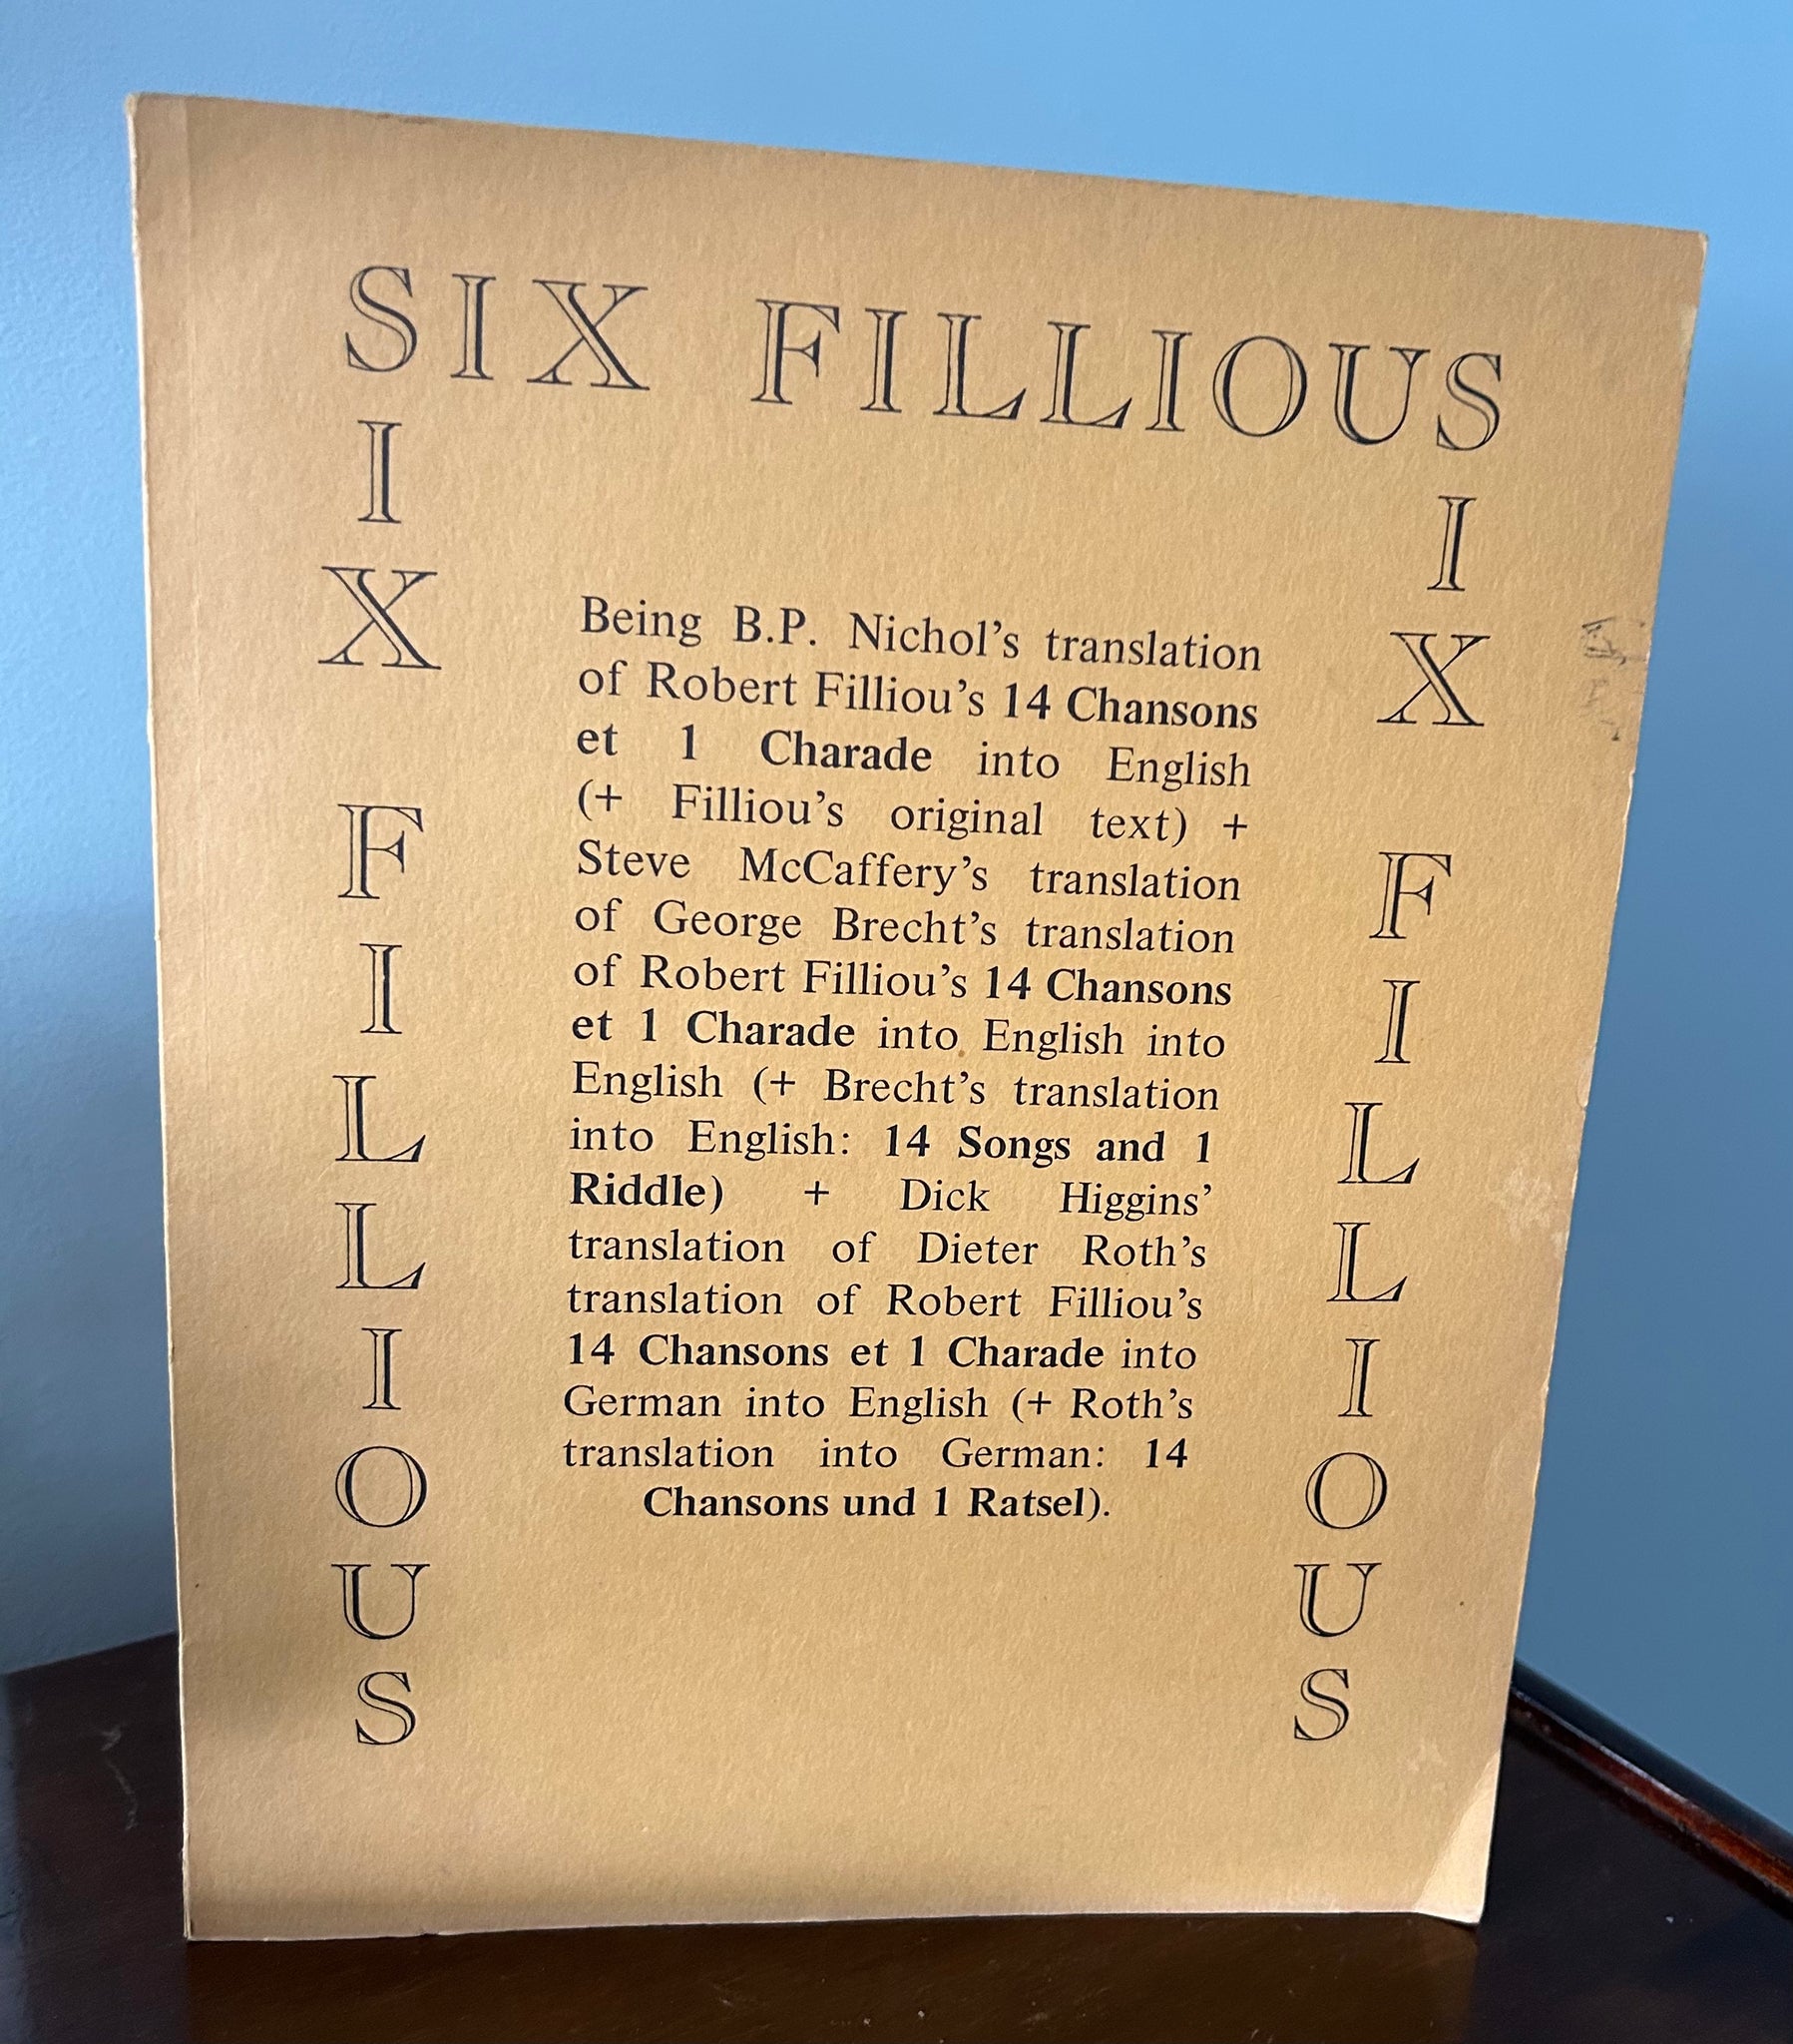 SIX FILLIOUS
SIX FILLIOUS
SIX FILLIOUS
Being B.P. Nichol’s translation
of Robert Filliou’s 14 Chansons
et 1 Charade into English
(+ Filliou’s original text) +
Steve McCaffery’s translation
of George Brecht’s translation
of Robert Filliou’s 14 Chansons
et 1 Charade into English into
English (+ Brecht’s translation
into English: 14 Songs and 1
Riddle) + Dick Higgins’
translation of Dieter Roth’s
translation of Robert Filliou’s
14 Chansons et 1 Charade into
German into English (+ Roth’s
translation into German: 14
Chansons und 1 Ratsel).